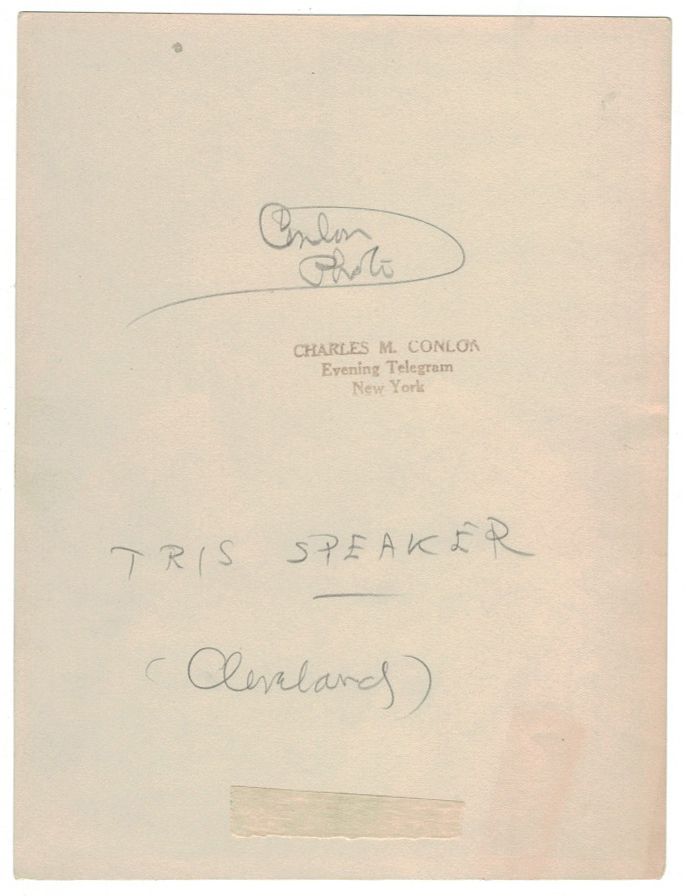 Conlon
Photo
CHARLES M. CONLON
Evening Telegram
New York
TRIS SPEAKER
(Cleveland)